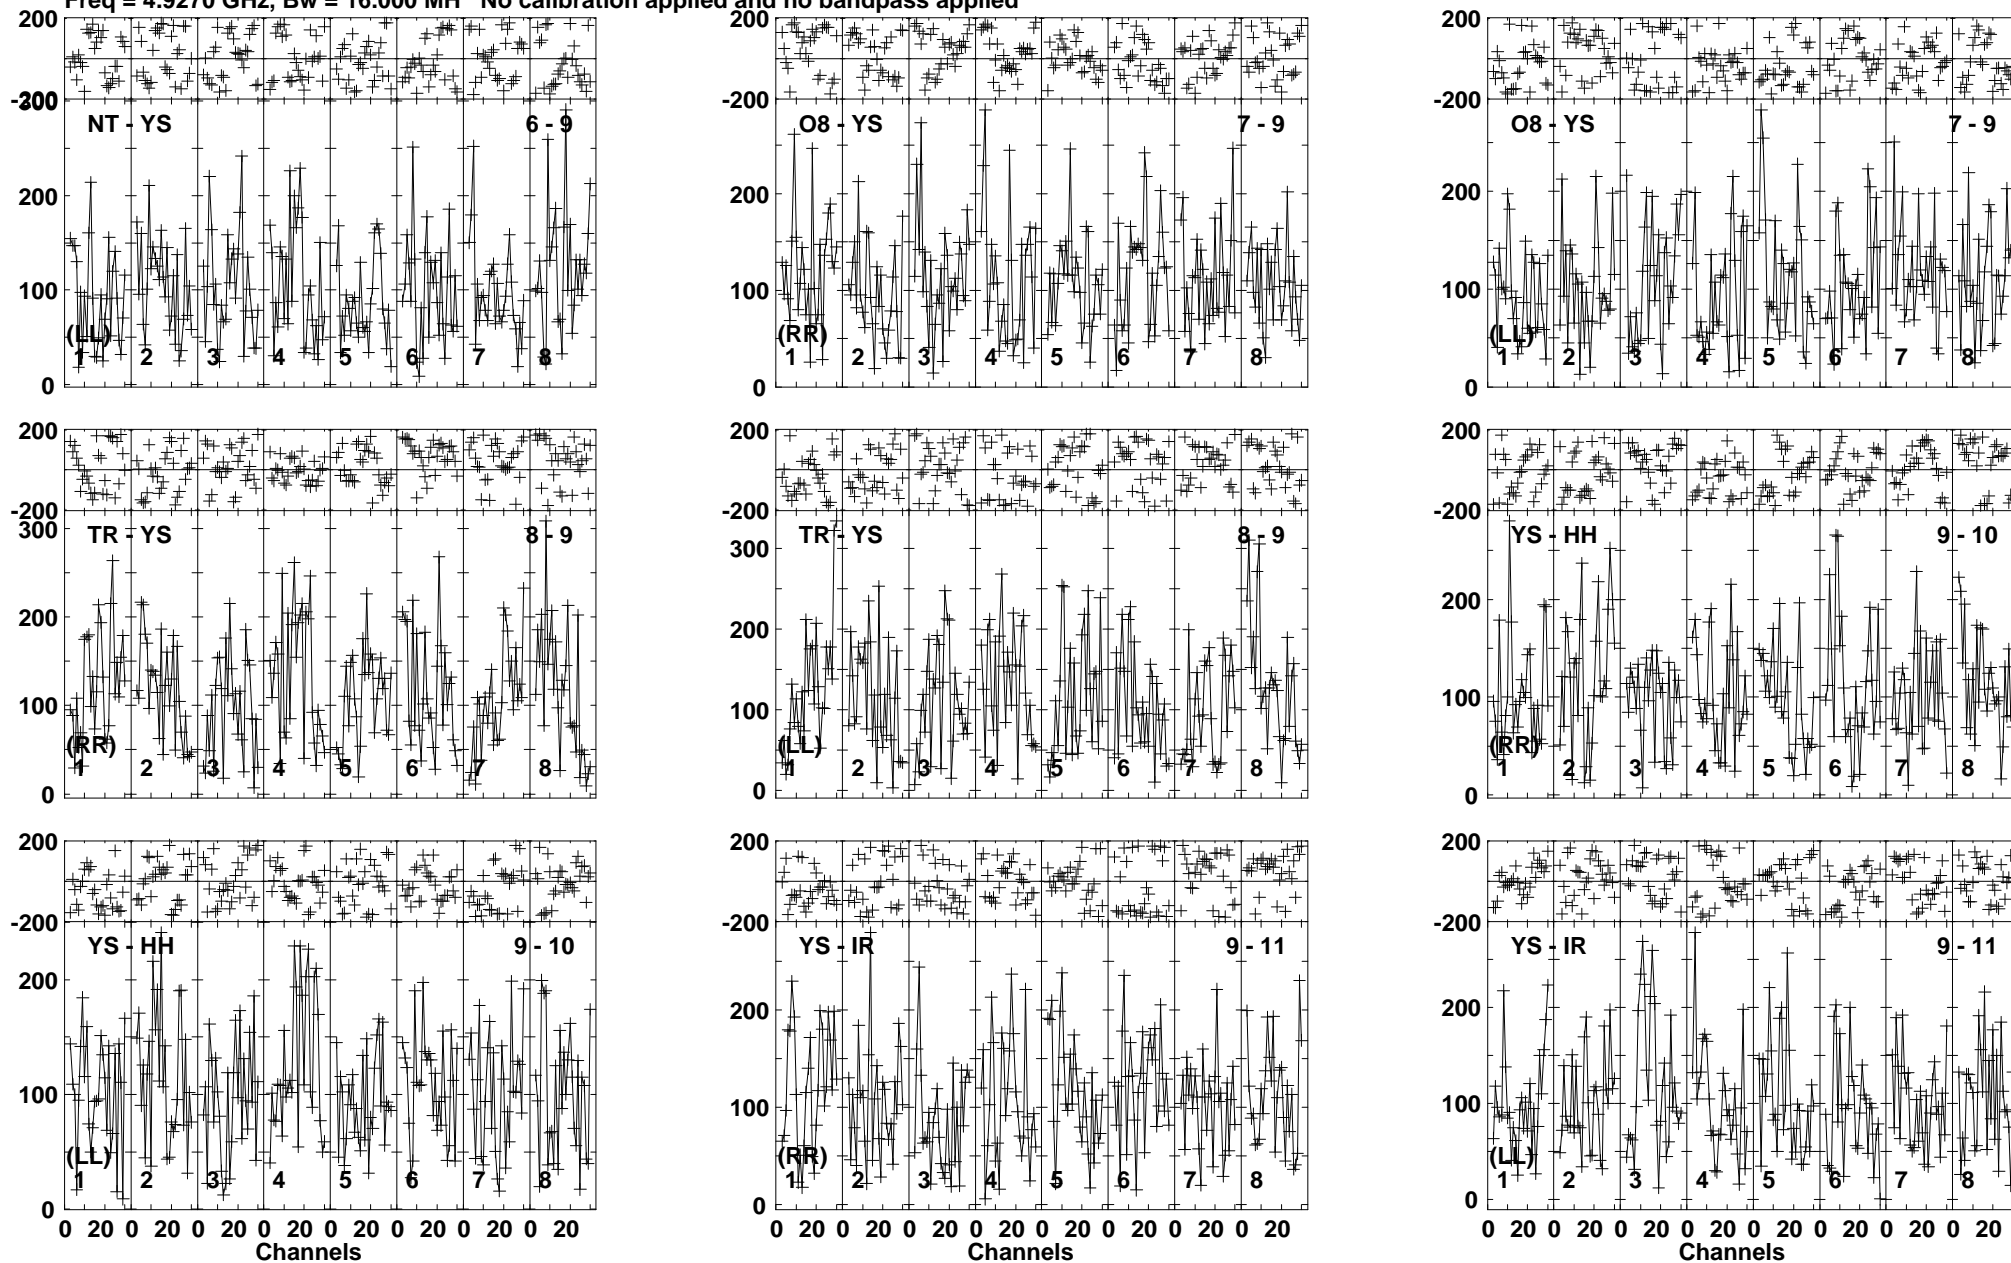 Freq = 4.9270 GHz, Bw = 16.000 MH No calibration applied and no bandpass applied
200 200 200
-200 -200 -200
300
NT - YS 6 - 9 O8 - YS 7 - 9 O8 - YS 7 - 9
200 200 200
100 100 100
(LL) (RR) (LL)
1 2 3 4 5 6 7 8 1 2 3 4 5 6 7 8 1 2 3 4 5 6 7 8
0 0 0
200 200 200
-200 -200 -200
300 TR - YS 8 - 9 300 TR - YS 8 - 9 YS - HH 9 - 10
200 200 200
100 100 100
(RR) (LL) (RR)
1 2 3 4 5 6 7 8 1 2 3 4 5 6 7 8 1 2 3 4 5 6 7 8
0 0 0
200 200 200
-200 -200 -200
YS - HH 9 - 10 YS - IR 9 - 11 YS - IR 9 - 11
200 200 200
100 100 100
(LL) (RR) (LL)
1 2 3 4 5 6 7 8 1 2 3 4 5 6 7 8 1 2 3 4 5 6 7 8
0 0 0
0 20 0 20 0 20 0 20 0 20 0 20 0 20 0 20 0 20 0 20 0 20 0 20 0 20 0 20 0 20 0 20 0 20 0 20 0 20 0 20 0 20 0 20 0 20 0 20
Channels Channels Channels